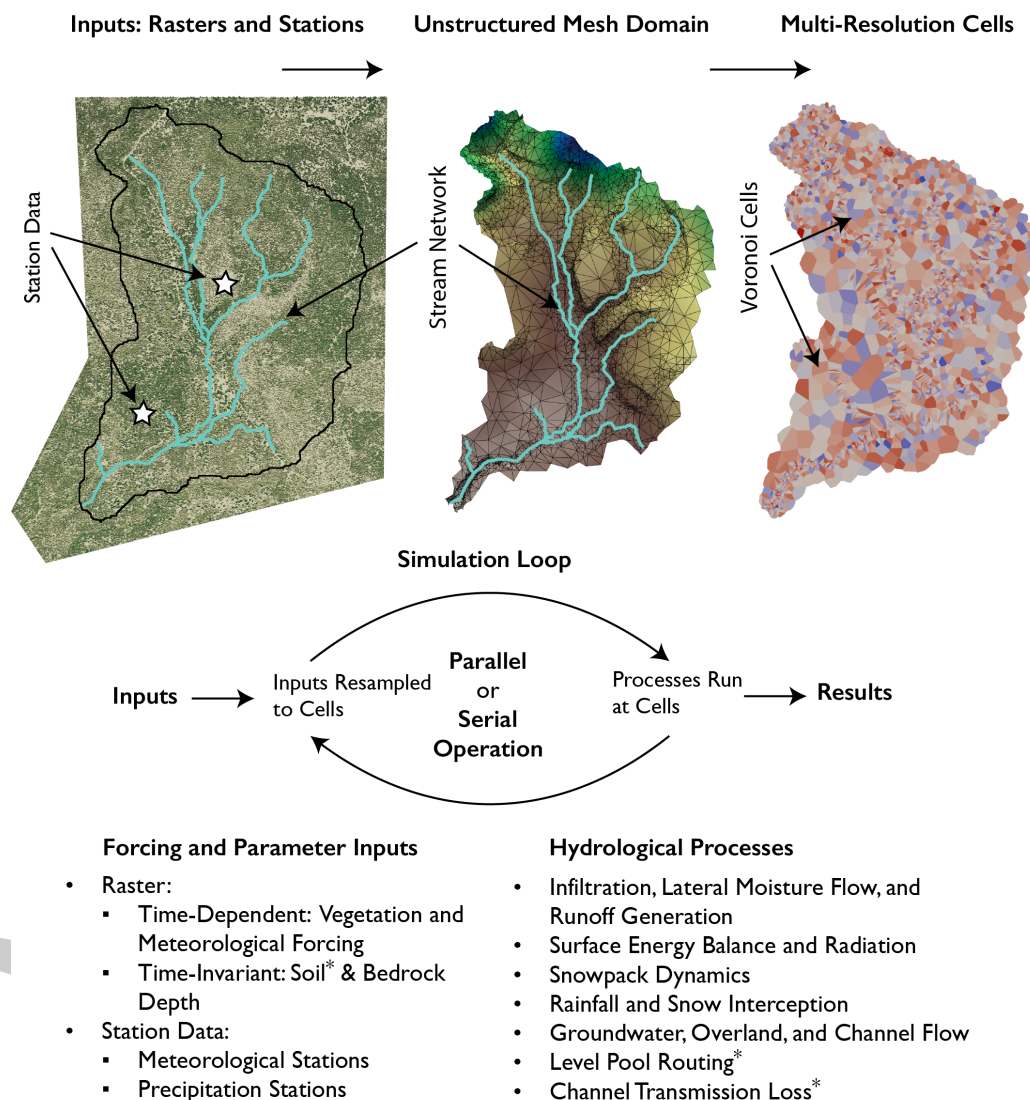 Inputs: Rasters and Stations
Unstructured Mesh Domain
Multi-Resolution Cells
Station Data
Stream Network
Voronoi Cells
Simulation Loop
Inputs
Inputs Resampled
to Cells
Parallel
or
Serial
Operation
Processes Run
at Cells
Results
Forcing and Parameter Inputs
• Raster:
▪ Time-Dependent: Vegetation and
Meteorological Forcing
▪ Time-Invariant: Soil* & Bedrock
Depth
• Station Data:
▪ Meteorological Stations
▪ Precipitation Stations
Hydrological Processes
• Infiltration, Lateral Moisture Flow, and
Runoff Generation
• Surface Energy Balance and Radiation
• Snowpack Dynamics
• Rainfall and Snow Interception
• Groundwater, Overland, and Channel Flow
• Level Pool Routing*
• Channel Transmission Loss*